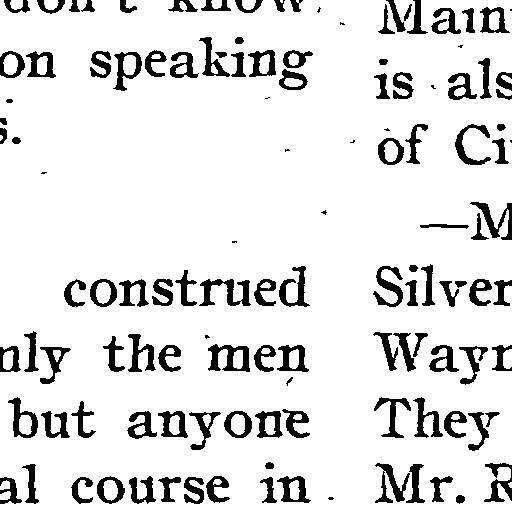 don't know
on speaking
s.
construed
nly the men
but anyone
al course in
Main
is als
of Ci
—M
Silver
Wayn
They
Mr. R